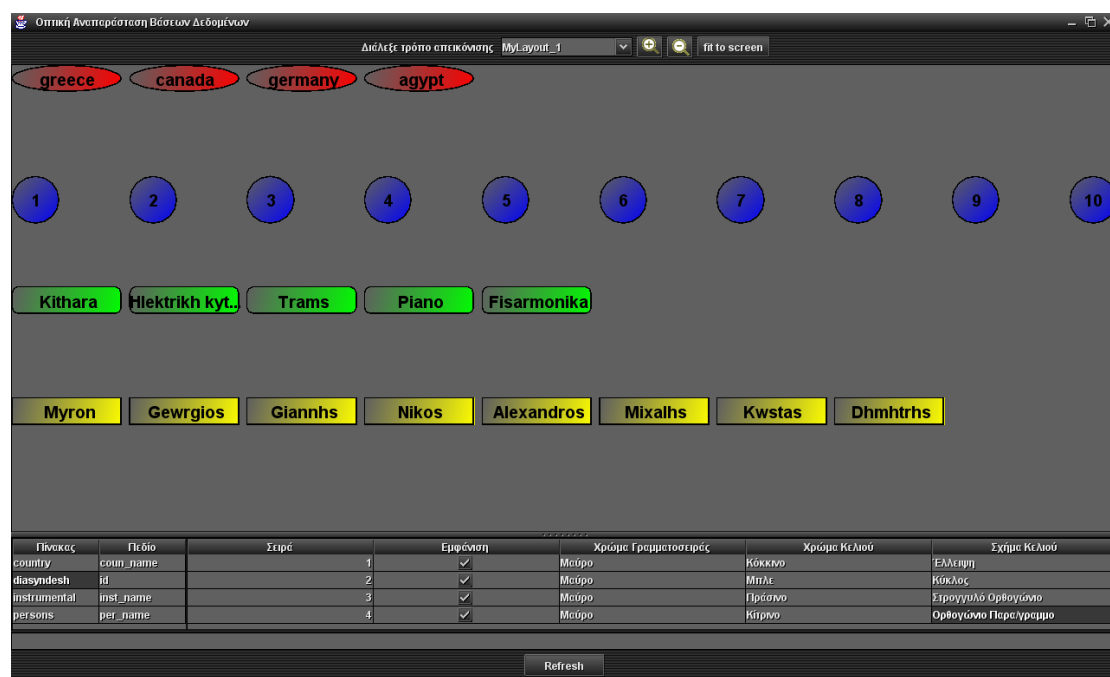 Οπτική Αναπαράσταση Βάσεων Δεδομένων
Διάλεξε τρόπο απεικόνισης MyLayout_1 fit to screen
greece canada germany agypt
1 2 3 4 5 6 7 8 9 10
Kithara Hlektrikh kyt... Trams Piano Fisarmonika
Myron Gewrgios Giannhs Nikos Alexandros Mixalhs Kwstas Dhmhtrhs
Πίνακας Πεδίο Σειρά Εμφάνιση Χρώμα Γραμματοσειράς Χρώμα Κελιού Σχήμα Κελιού
country coun_name 1 Μαύρο Κόκκινο Έλλειψη
diasyndesh id 2 Μαύρο Μπλε Κύκλος
instrumental inst_name 3 Μαύρο Πράσινο Στρογγυλό Ορθογώνιο
persons per_name 4 Μαύρο Κίτρινο Ορθογώνιο Παραλ/γραμμο
Refresh